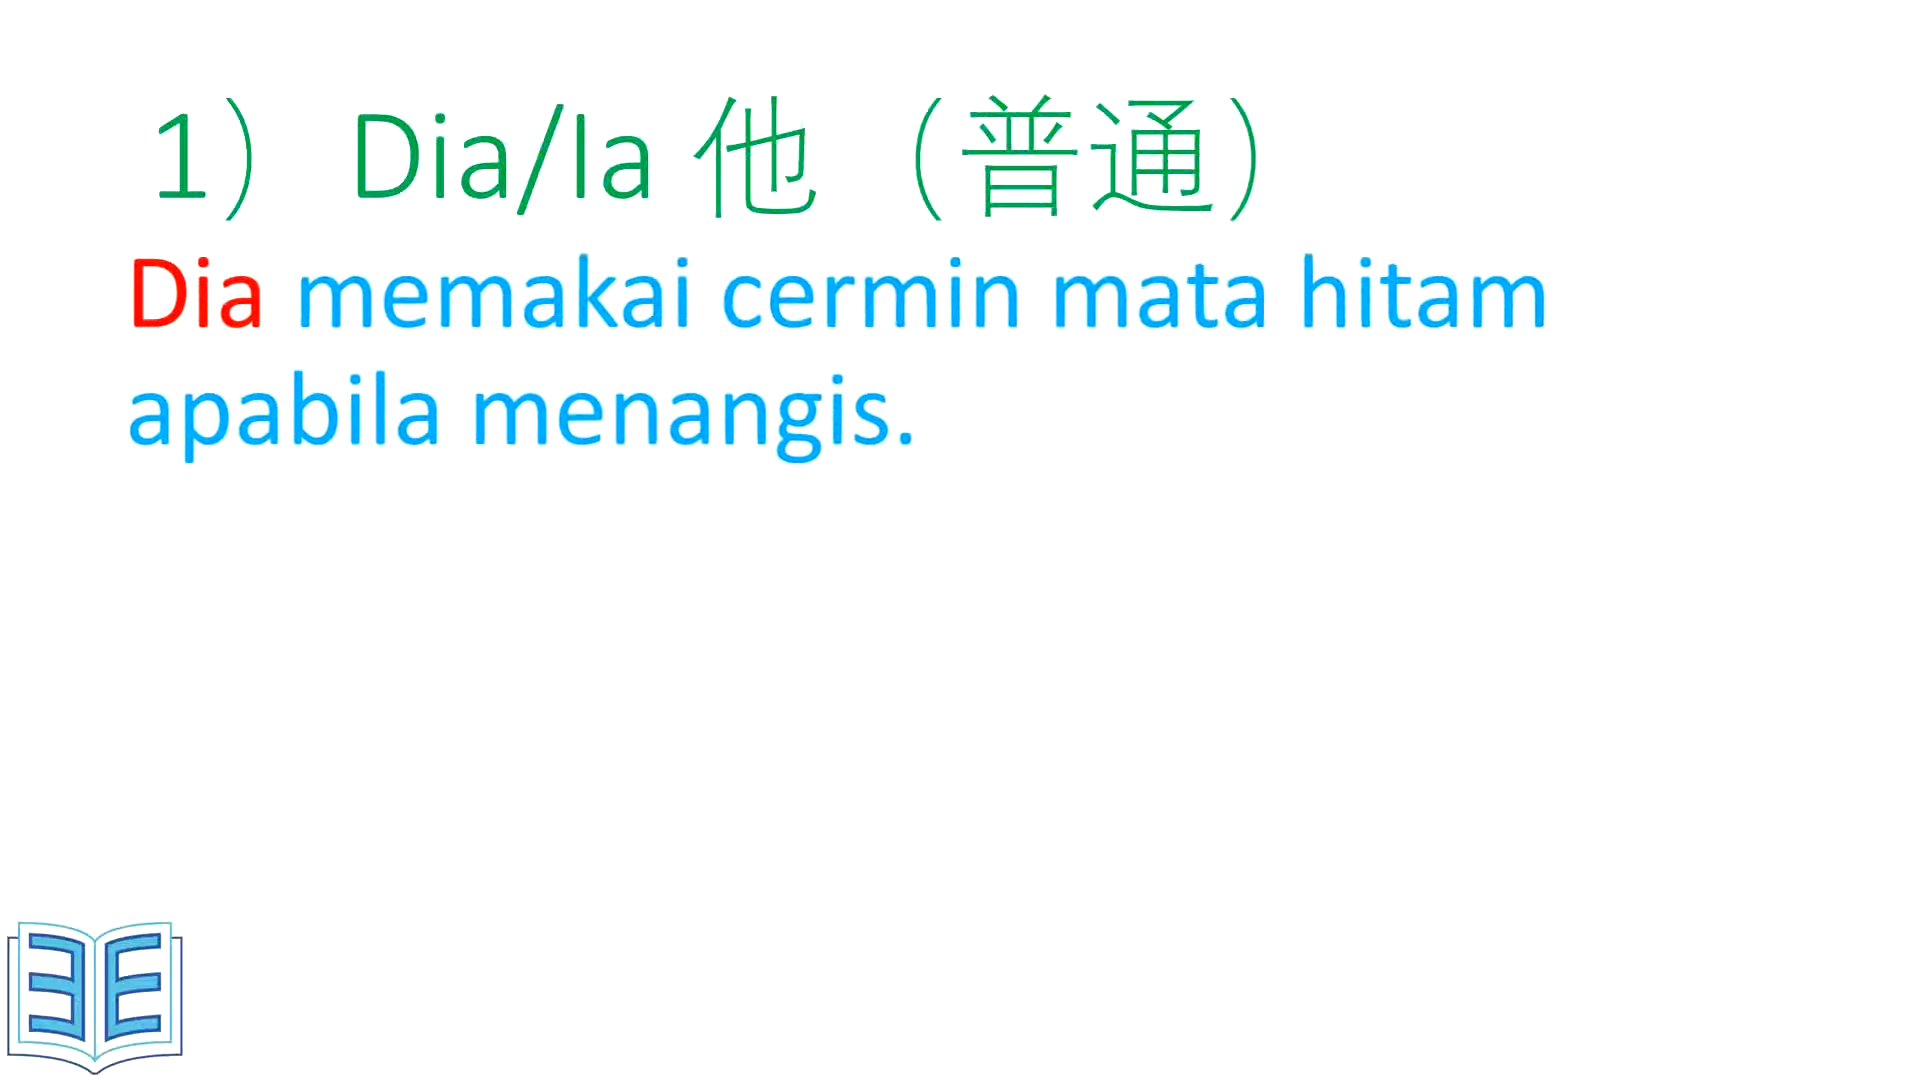 1） Dia/Ia 他（普通）
Dia memakai cermin mata hitam
apabila menangis.